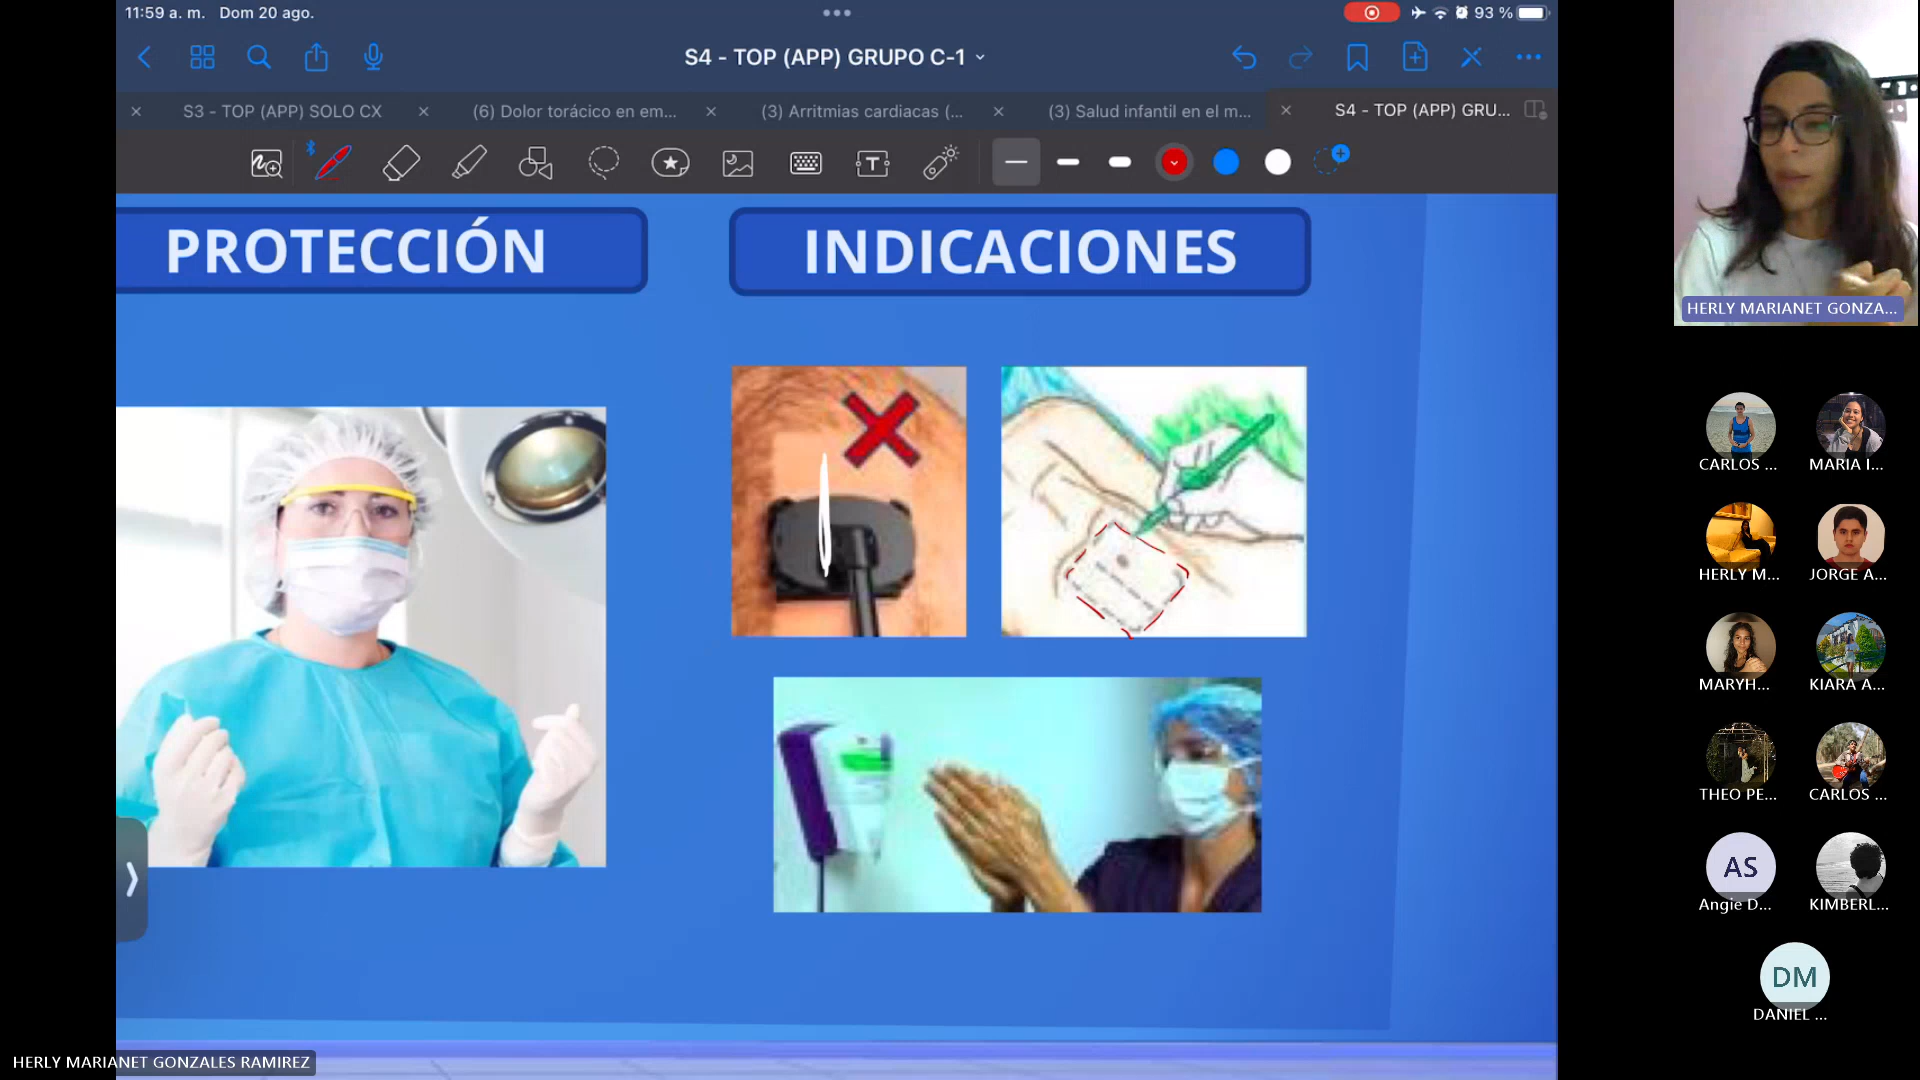 11:59 a. m. Dom 20 ago.
93 %
S4 - TOP (APP) GRUPO C-1
S3 - TOP (APP) SOLO CX
(6) Dolor torácico en em...
(3) Arritmias cardiacas (...
(3) Salud infantil en el m...
S4 - TOP (APP) GRU...
PROTECCIÓN
INDICACIONES
HERLY MARIANET GONZA...
CARLOS ...
MARIA I...
HERLY M...
JORGE A...
MARYH...
KIARA A...
THEO PE...
CARLOS ...
AS
Angie D...
KIMBERL...
DM
DANIEL ...
HERLY MARIANET GONZALES RAMIREZ